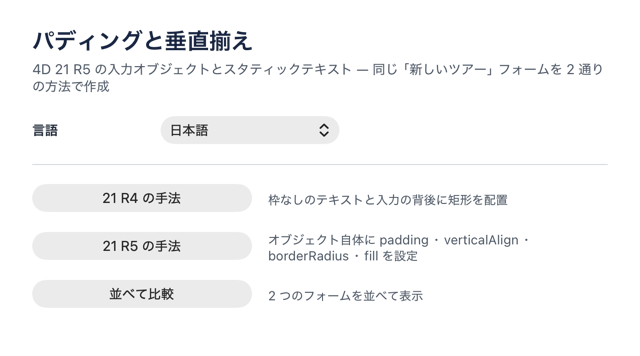 パディングと垂直揃え
4D 21 R5 の入力オブジェクトとスタティックテキスト — 同じ「新しいツアー」フォームを 2 通り
の方法で作成
言語
日本語
21 R4 の手法
枠なしのテキストと入力の背後に矩形を配置
21 R5 の手法
オブジェクト自体に padding・verticalAlign・
borderRadius・fill を設定
並べて比較
2 つのフォームを並べて表示